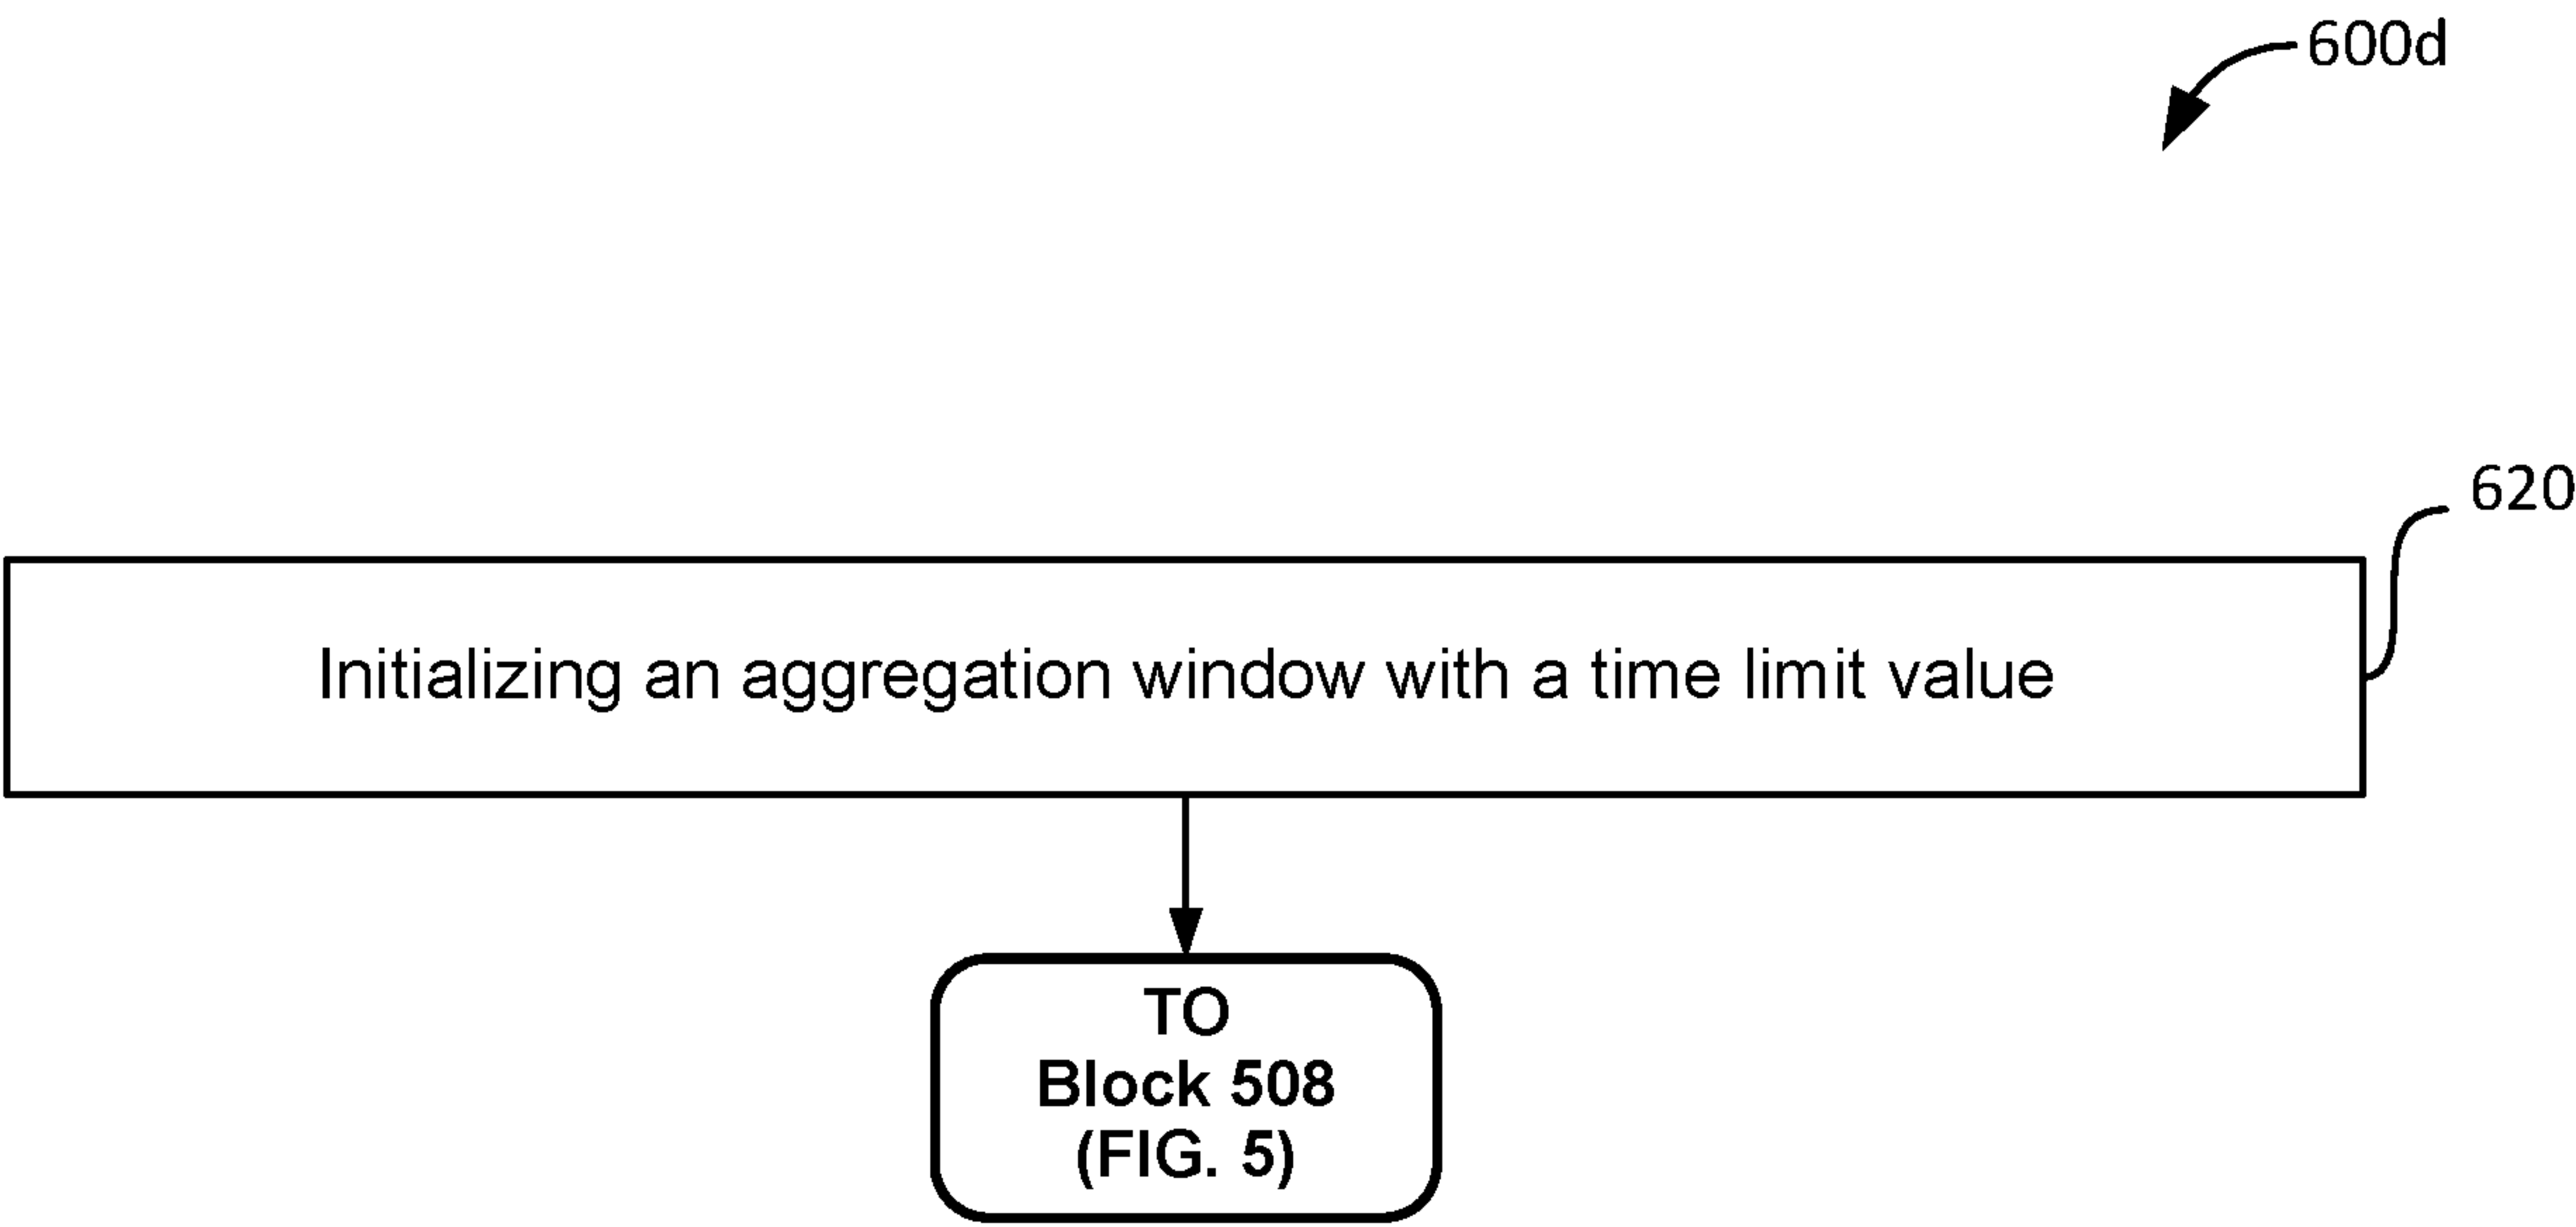 600d
620
Initializing an aggregation window with a time limit value
TO
Block 508
(FIG. 5)